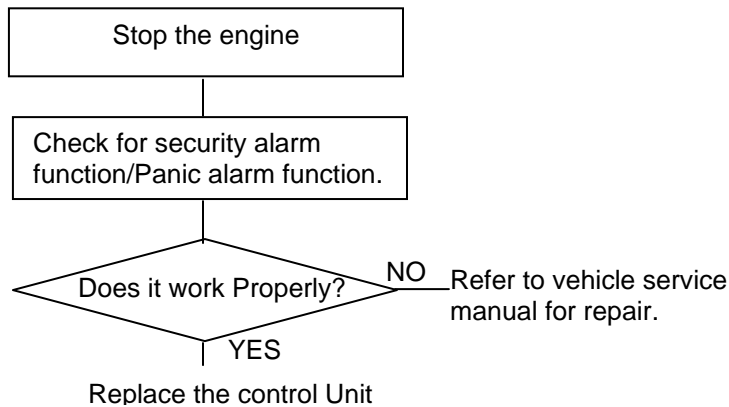 Stop the engine
Check for security alarm
function/Panic alarm function.
Does it work Properly?
NO
Refer to vehicle service
manual for repair.
YES
Replace the control Unit